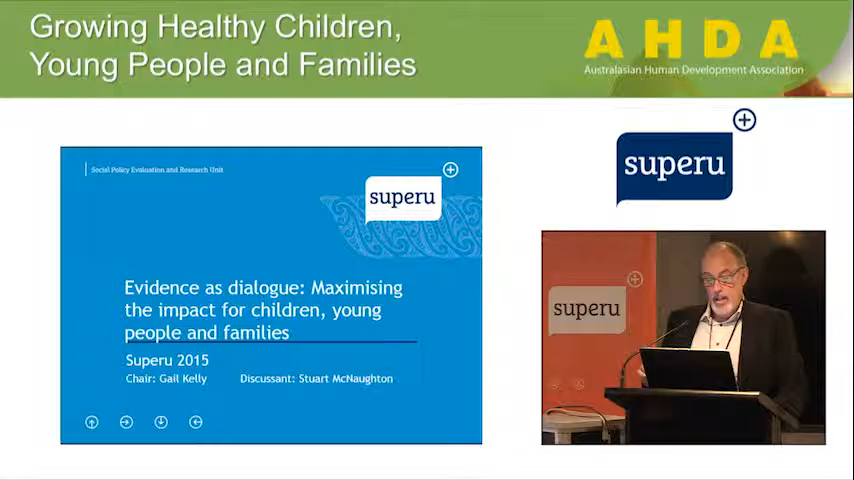 Growing Healthy Children,
Young People and Families
AHDA
Australasian Human Development Association
superu
Social Policy Evaluation and Research Unit
superu
Evidence as dialogue: Maximising
the impact for children, young
people and families
Superu 2015
Chair: Gail Kelly Discussant: Stuart McNaughton
superu